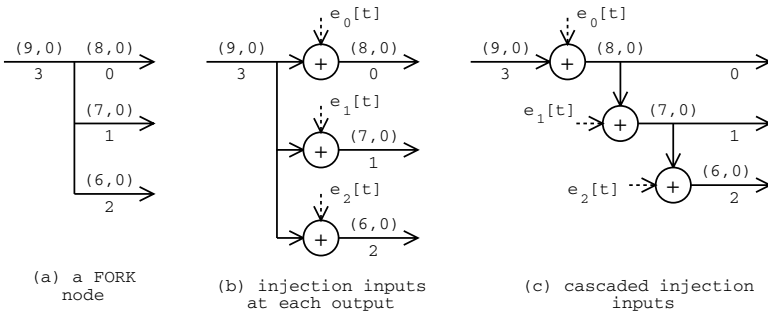 (9,0)
(8,0)
3
0
(7,0)
1
(6,0)
2
(a) a FORK
node
e0[t]
(9,0)
(8,0)
3
+
0
e1[t]
(7,0)
+
1
e2[t]
(6,0)
+
2
(b) injection inputs
at each output
e0[t]
(9,0)
(8,0)
3
+
0
e1[t]
(7,0)
+
1
e2[t]
(6,0)
+
2
(c) cascaded injection
inputs